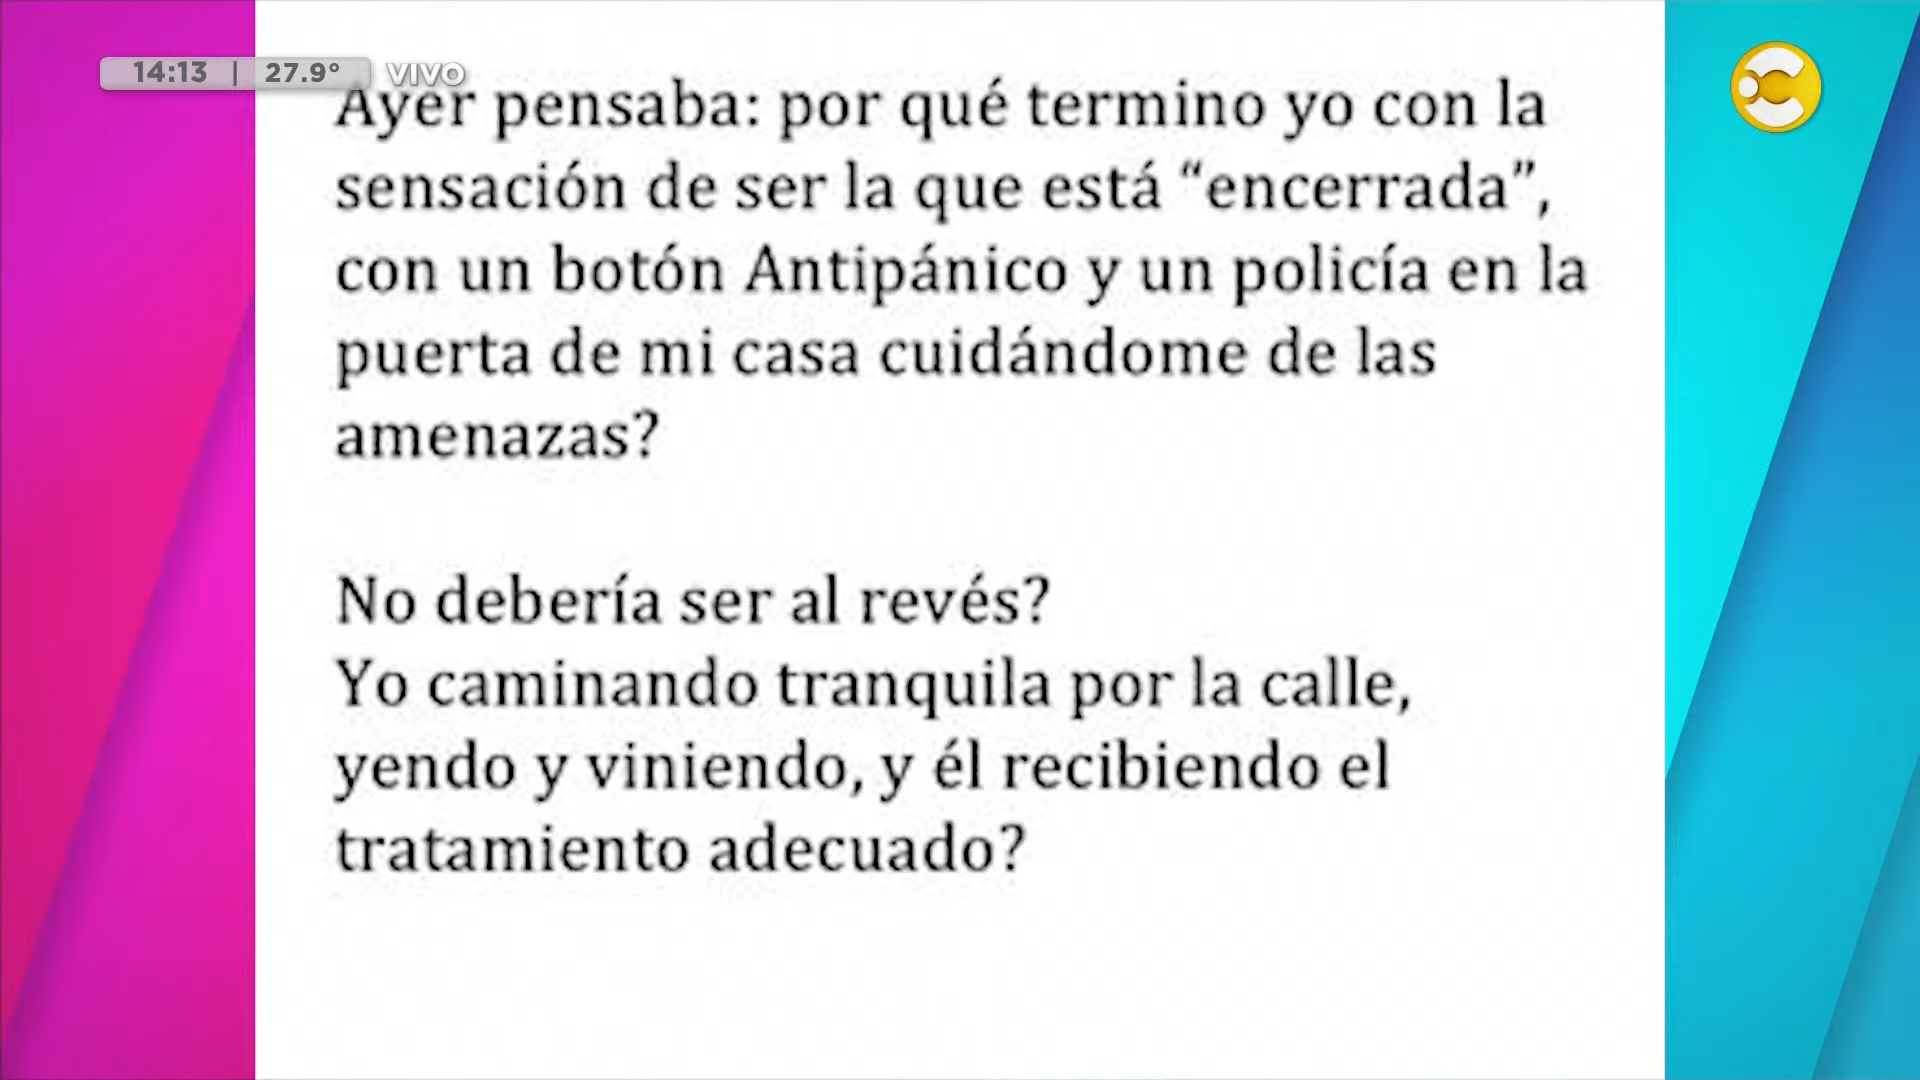 14:13 | 27.9° VIVO
Ayer pensaba: por qué termino yo con la
sensación de ser la que está “encerrada”,
con un botón Antipánico y un policía en la
puerta de mi casa cuidándome de las
amenazas?
No debería ser al revés?
Yo caminando tranquila por la calle,
yendo y viniendo, y él recibiendo el
tratamiento adecuado?